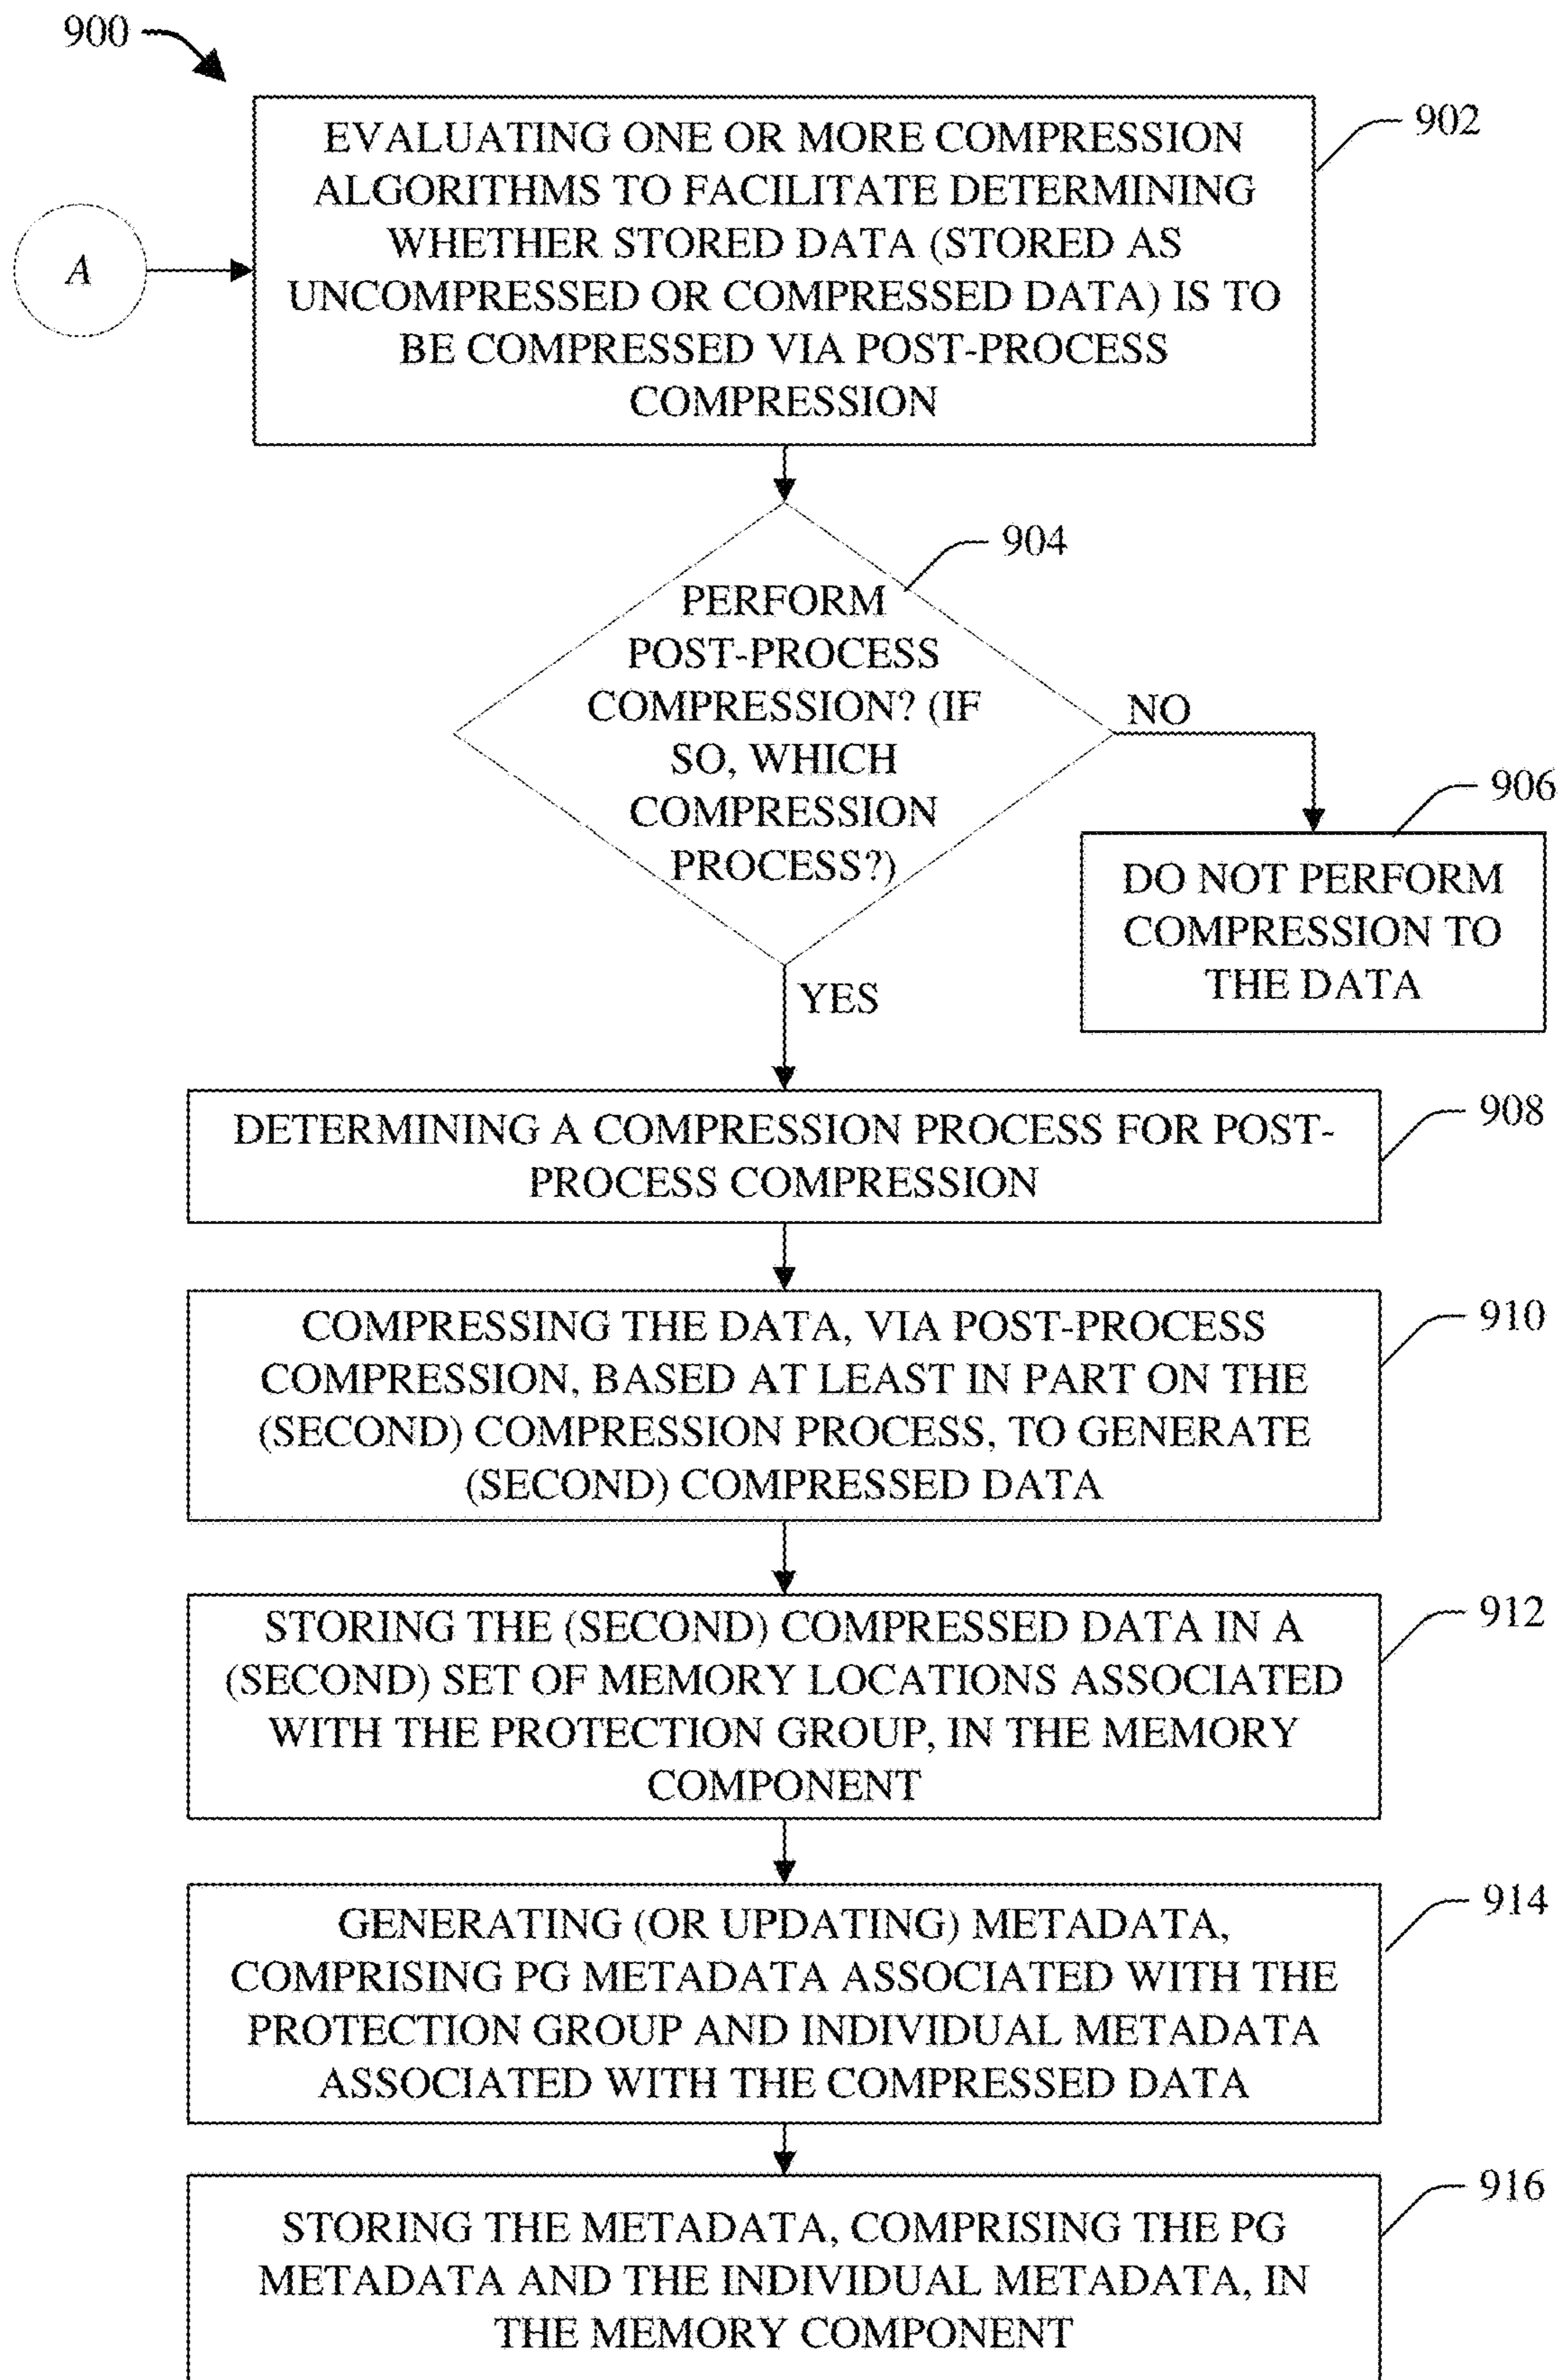 900
902
EVALUATING ONE OR MORE COMPRESSION
ALGORITHMS TO FACILITATE DETERMINING
WHETHER STORED DATA (STORED AS
UNCOMPRESSED OR COMPRESSED DATA) IS TO
BE COMPRESSED VIA POST-PROCESS
COMPRESSION
A
904
PERFORM
POST-PROCESS
COMPRESSION? (IF
SO, WHICH
COMPRESSION
PROCESS?)
NO
906
DO NOT PERFORM
COMPRESSION TO
THE DATA
YES
908
DETERMINING A COMPRESSION PROCESS FOR POST-
PROCESS COMPRESSION
910
COMPRESSING THE DATA, VIA POST-PROCESS
COMPRESSION, BASED AT LEAST IN PART ON THE
(SECOND) COMPRESSION PROCESS, TO GENERATE
(SECOND) COMPRESSED DATA
912
STORING THE (SECOND) COMPRESSED DATA IN A
(SECOND) SET OF MEMORY LOCATIONS ASSOCIATED
WITH THE PROTECTION GROUP, IN THE MEMORY
COMPONENT
914
GENERATING (OR UPDATING) METADATA,
COMPRISING PG METADATA ASSOCIATED WITH THE
PROTECTION GROUP AND INDIVIDUAL METADATA
ASSOCIATED WITH THE COMPRESSED DATA
916
STORING THE METADATA, COMPRISING THE PG
METADATA AND THE INDIVIDUAL METADATA, IN
THE MEMORY COMPONENT